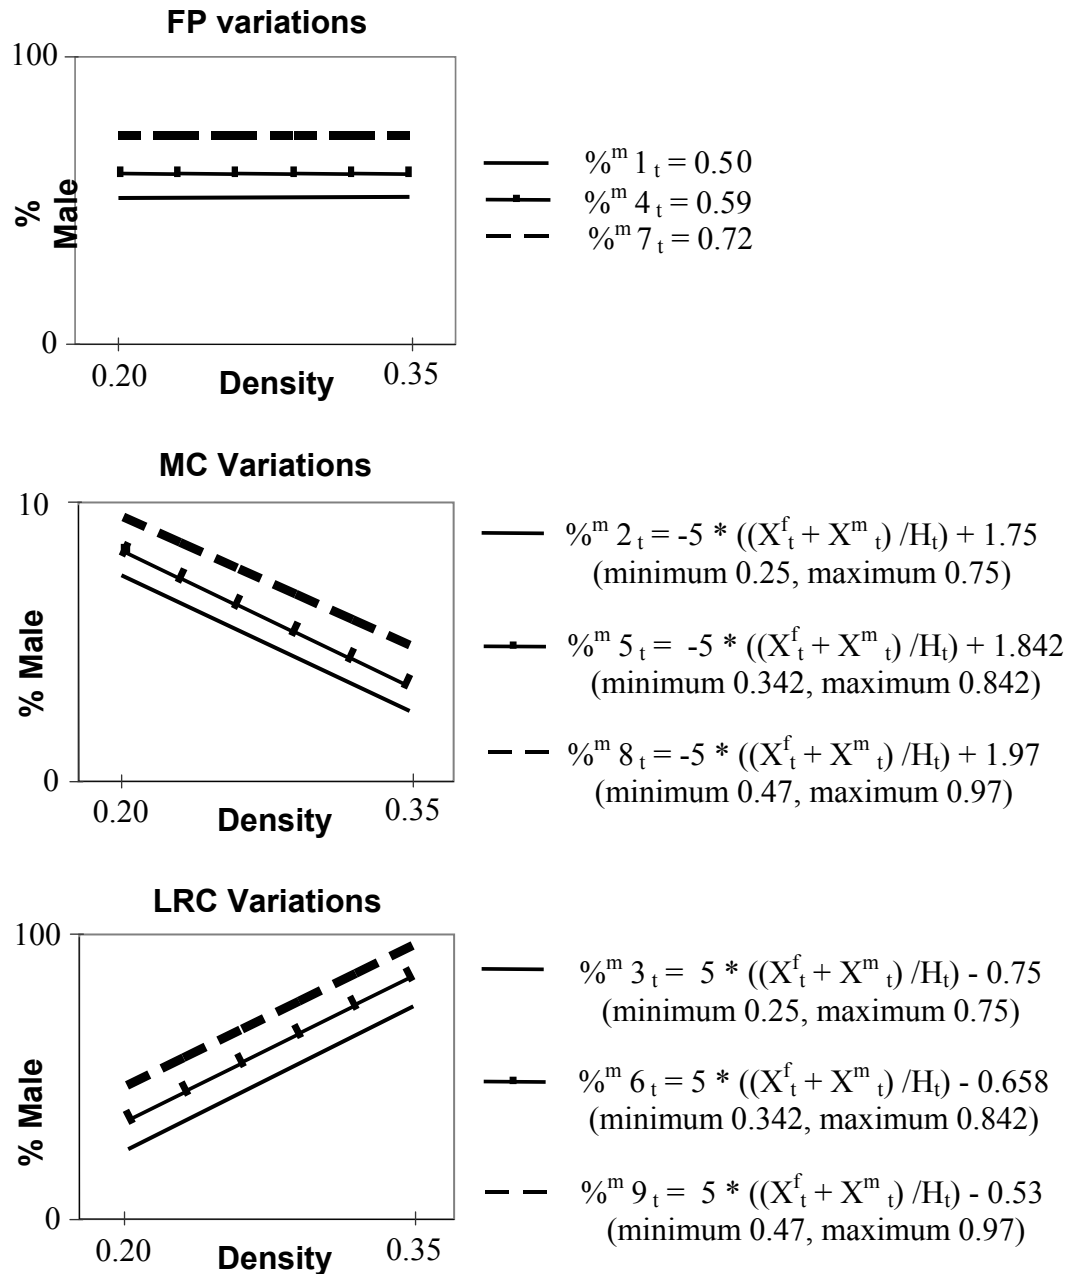 FP variations
100
% Male
0
0.20 Density 0.35
%ᵐ 1 ₜ = 0.50
%ᵐ 4 ₜ = 0.59
%ᵐ 7 ₜ = 0.72
MC Variations
10
% Male
0
0.20 Density 0.35
%ᵐ 2 ₜ = -5 * ((Xᶠₜ + Xᵐ ₜ) /Hₜ) + 1.75
(minimum 0.25, maximum 0.75)
%ᵐ 5 ₜ = -5 * ((Xᶠₜ + Xᵐ ₜ) /Hₜ) + 1.842
(minimum 0.342, maximum 0.842)
%ᵐ 8 ₜ = -5 * ((Xᶠₜ + Xᵐ ₜ) /Hₜ) + 1.97
(minimum 0.47, maximum 0.97)
LRC Variations
100
% Male
0
0.20 Density 0.35
%ᵐ 3 ₜ = 5 * ((Xᶠₜ + Xᵐ ₜ) /Hₜ) - 0.75
(minimum 0.25, maximum 0.75)
%ᵐ 6 ₜ = 5 * ((Xᶠₜ + Xᵐ ₜ) /Hₜ) - 0.658
(minimum 0.342, maximum 0.842)
%ᵐ 9 ₜ = 5 * ((Xᶠₜ + Xᵐ ₜ) /Hₜ) - 0.53
(minimum 0.47, maximum 0.97)